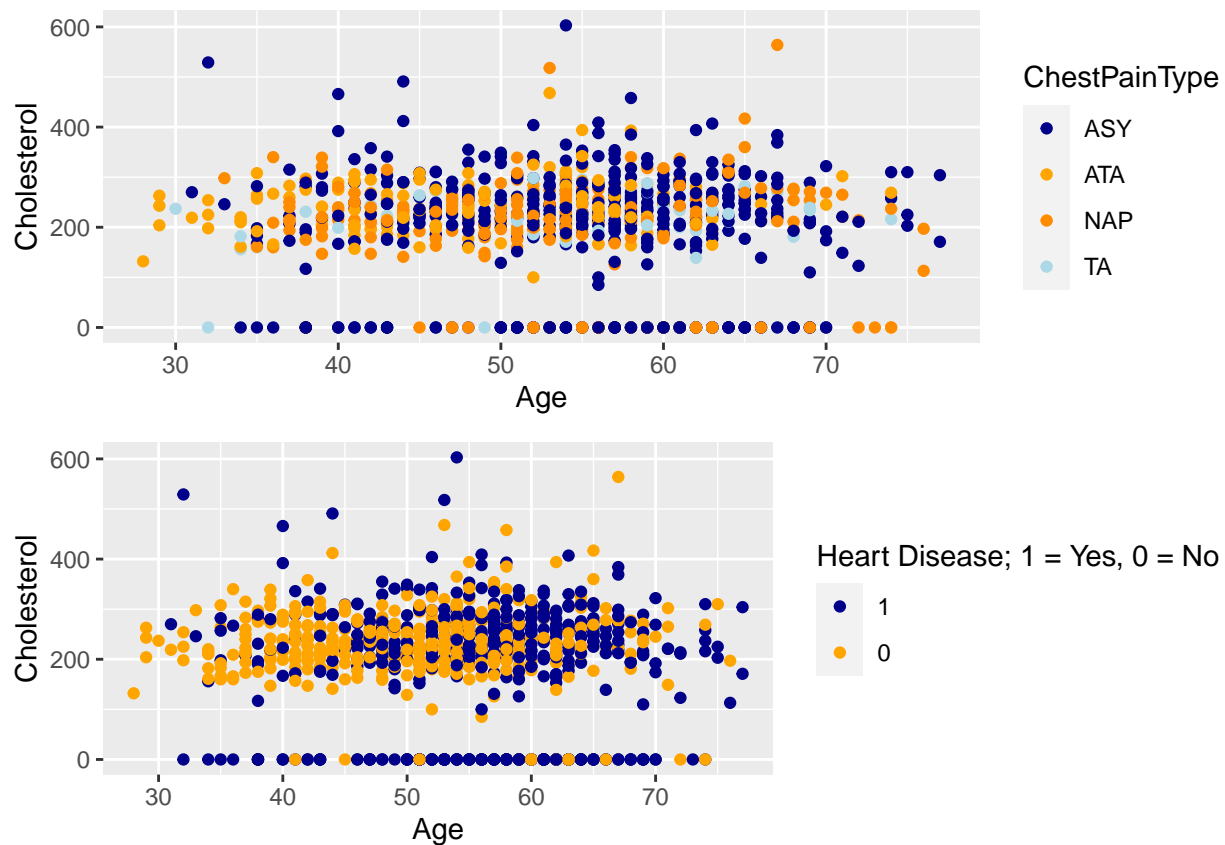 600
400
200
0
Cholesterol
30 40 50 60 70
Age
ChestPainType
ASY
ATA
NAP
TA
600
400
200
0
Cholesterol
30 40 50 60 70
Age
Heart Disease; 1 = Yes, 0 = No
1
0